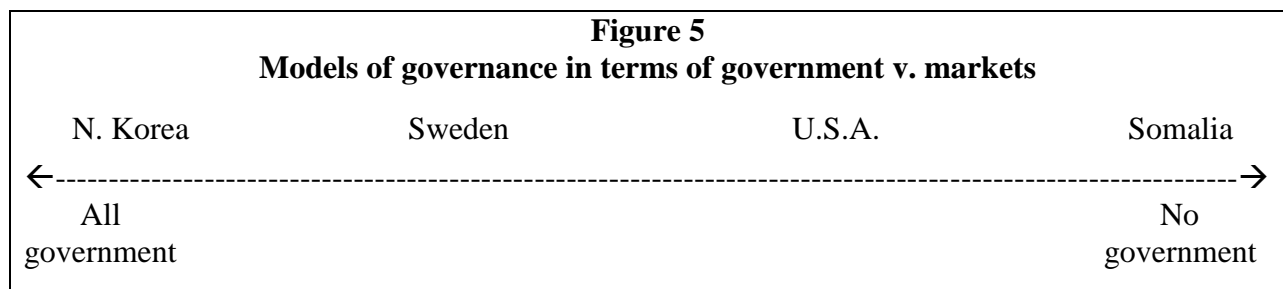 Figure 5
Models of governance in terms of government v. markets
N. Korea Sweden U.S.A. Somalia
All No
government government